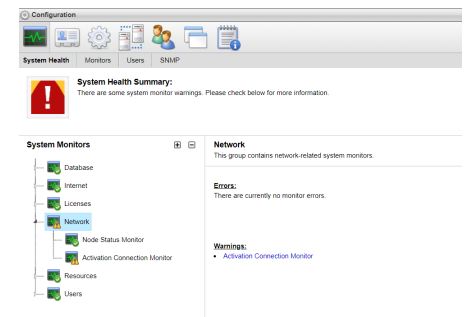 Configuration
System Health Monitors Users SNMP
System Health Summary:
There are some system monitor warnings. Please check below for more information.
System Monitors
Database
Internet
Licenses
Network
Node Status Monitor
Activation Connection Monitor
Resources
Users
Network
This group contains network-related system monitors.
Errors:
There are currently no monitor errors.
Warnings:
• Activation Connection Monitor